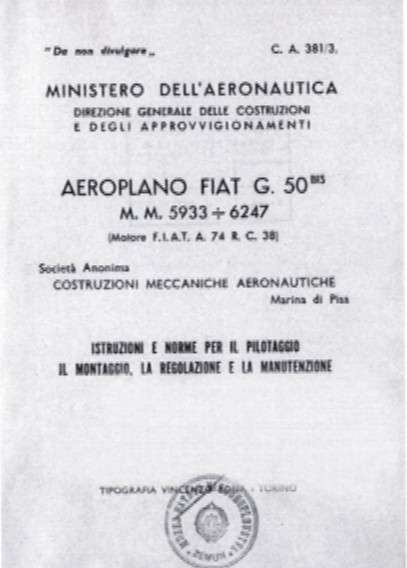 "Da non divulgare„
C. A. 381/3.
MINISTERO DELL'AERONAUTICA
DIREZIONE GENERALE DELLE COSTRUZIONI
E DEGLI APPROVVIGIONAMENTI
AEROPLANO FIAT G. 50 BIS
M. M. 5933 ÷ 6247
(Motore F.I.A.T. A. 74 R. C. 38)
Società Anonima
COSTRUZIONI MECCANICHE AERONAUTICHE
Marina di Pisa
ISTRUZIONI E NORME PER IL PILOTAGGIO
IL MONTAGGIO, LA REGOLAZIONE E LA MANUTENZIONE
TIPOGRAFIA VINCENZO - TORINO
ZEMUN